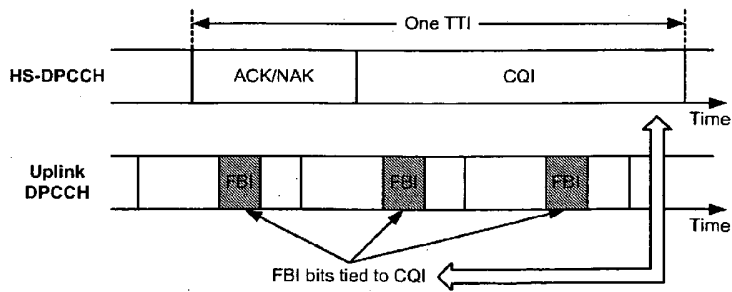 One TTI
HS-DPCCH
ACK/NAK
CQI
Time
Uplink
DPCCH
FBI
FBI
FBI
Time
FBI bits tied to CQI